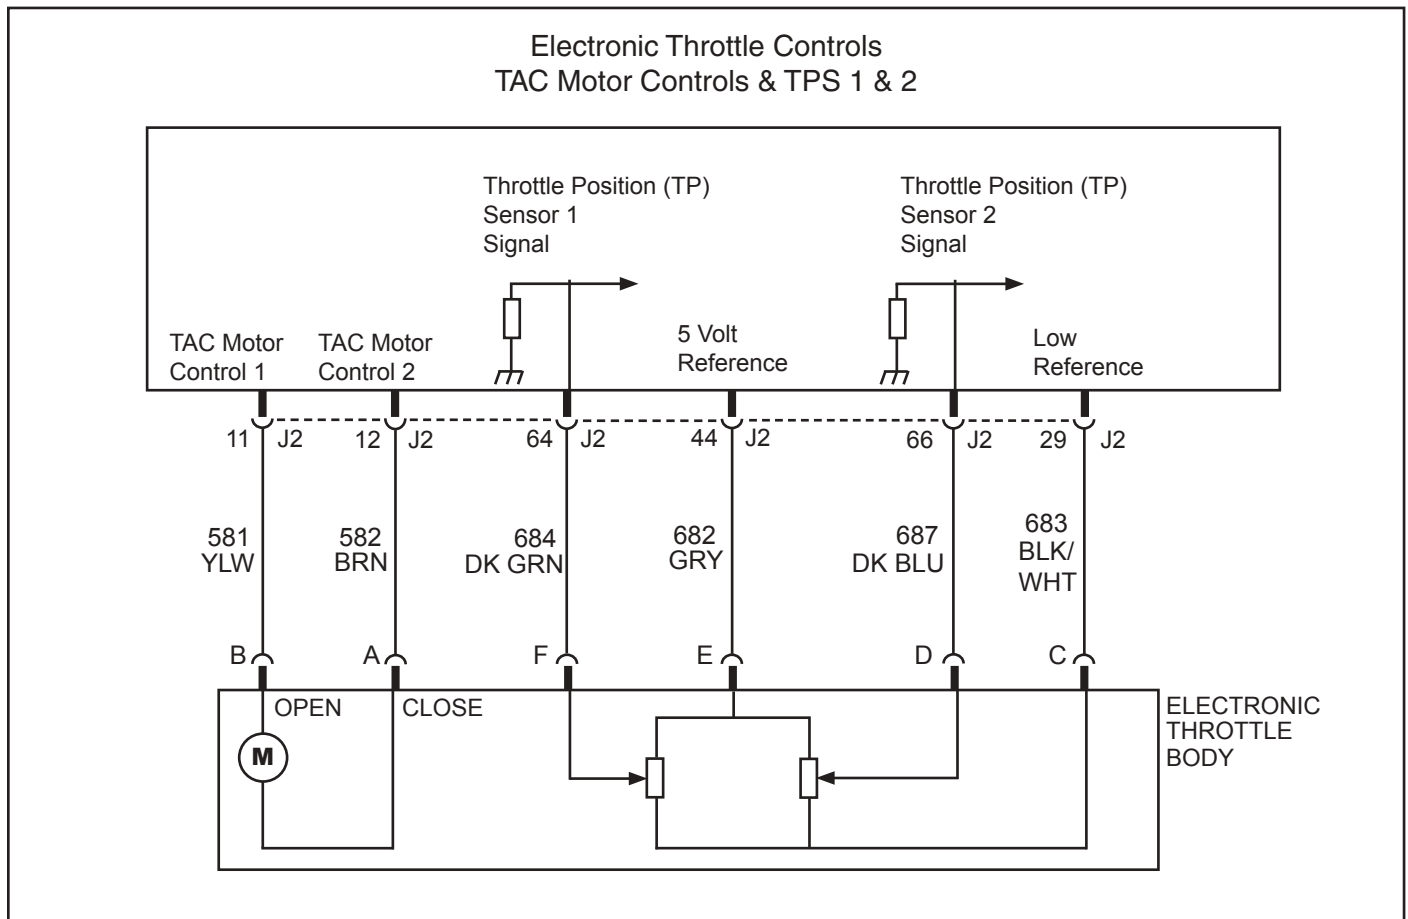 Electronic Throttle Controls
TAC Motor Controls & TPS 1 & 2
Throttle Position (TP)
Sensor 1
Signal
Throttle Position (TP)
Sensor 2
Signal
TAC Motor
Control 1
TAC Motor
Control 2
5 Volt
Reference
Low
Reference
11 J2
12 J2
64 J2
44 J2
66 J2
29 J2
581
YLW
582
BRN
684
DK GRN
682
GRY
687
DK BLU
683
BLK/
WHT
B
A
F
E
D
C
OPEN
CLOSE
M
ELECTRONIC
THROTTLE
BODY